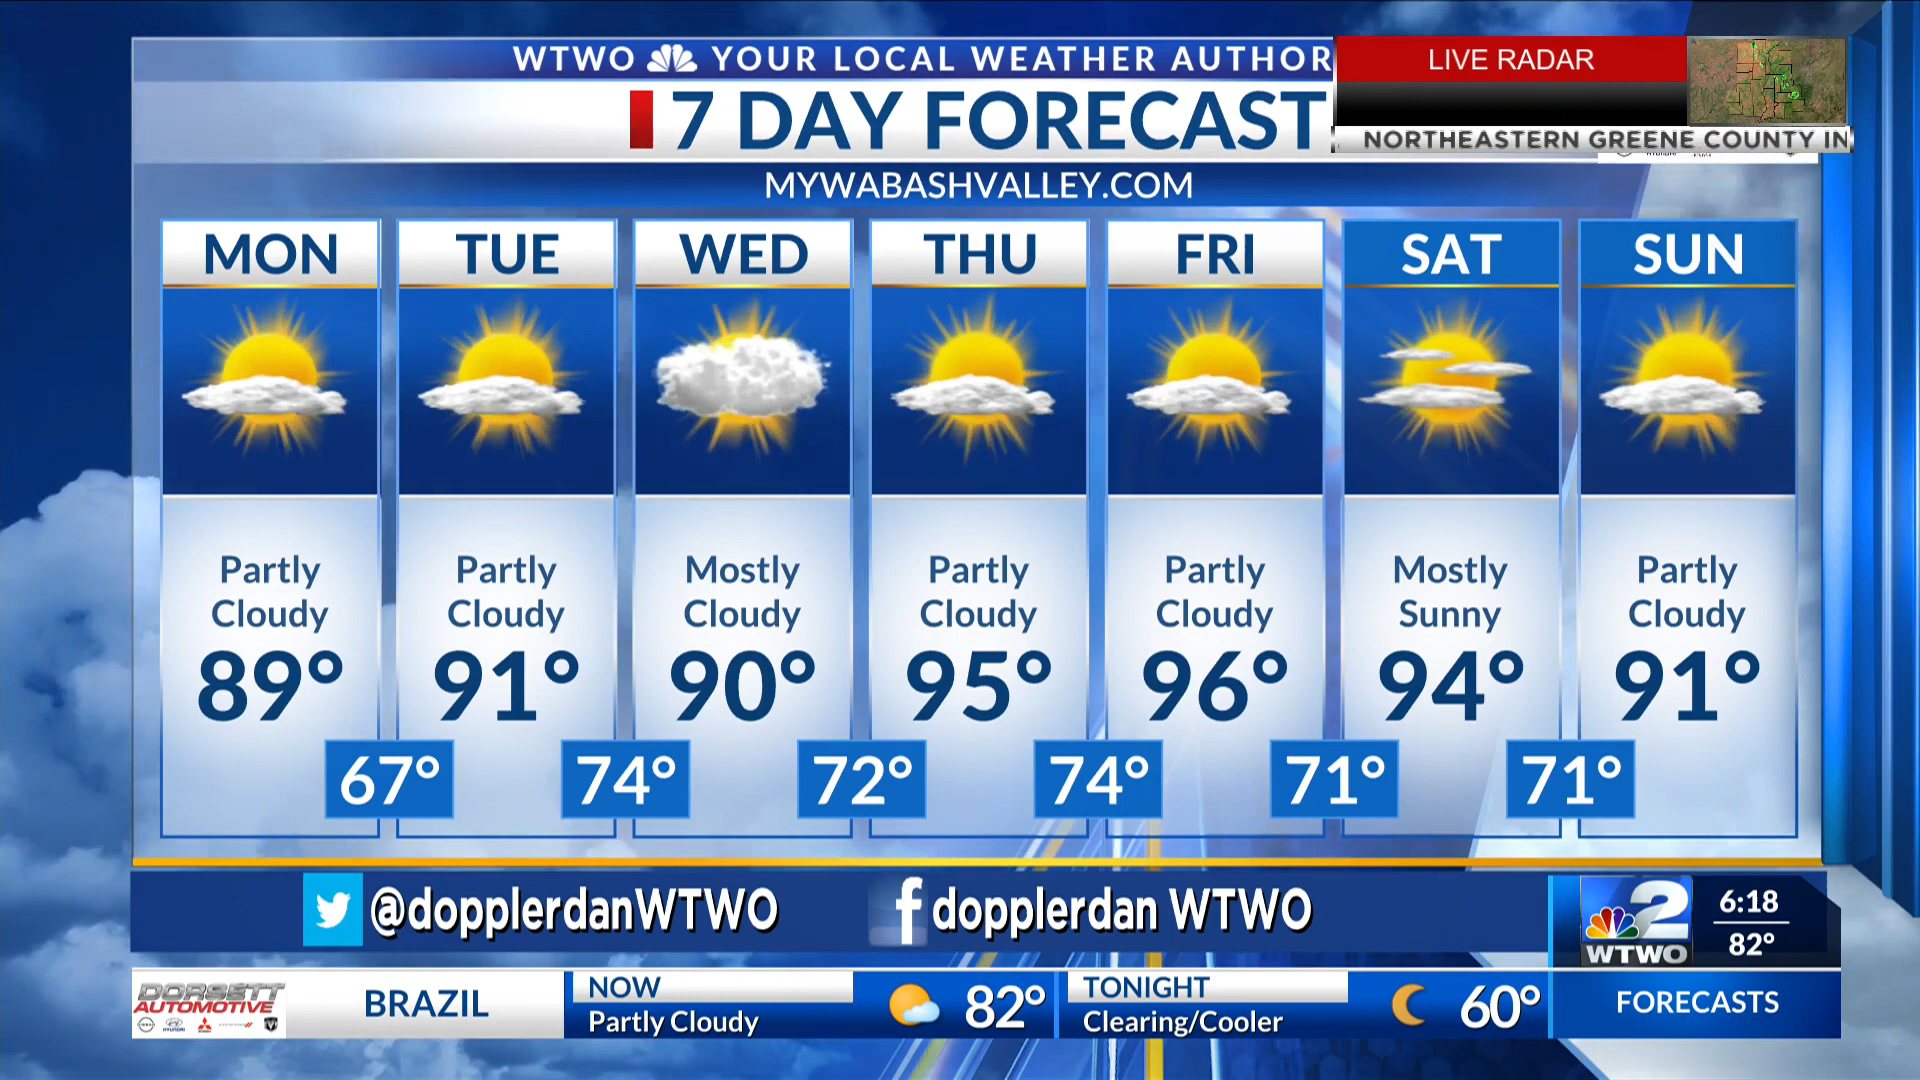 WTWO YOUR LOCAL WEATHER AUTHOR
LIVE RADAR
7 DAY FORECAST
NORTHEASTERN GREENE COUNTY IN
MYWABASHVALLEY.COM
MON
TUE
WED
THU
FRI
SAT
SUN
Partly
Cloudy
89°
Partly
Cloudy
91°
Mostly
Cloudy
90°
Partly
Cloudy
95°
Partly
Cloudy
96°
Mostly
Sunny
94°
Partly
Cloudy
91°
67°
74°
72°
74°
71°
71°
@dopplerdanWTWO
f dopplerdan WTWO
2
WTWO
6:18
82°
DORSETT
AUTOMOTIVE
BRAZIL
NOW
Partly Cloudy
82°
TONIGHT
Clearing/Cooler
60°
FORECASTS